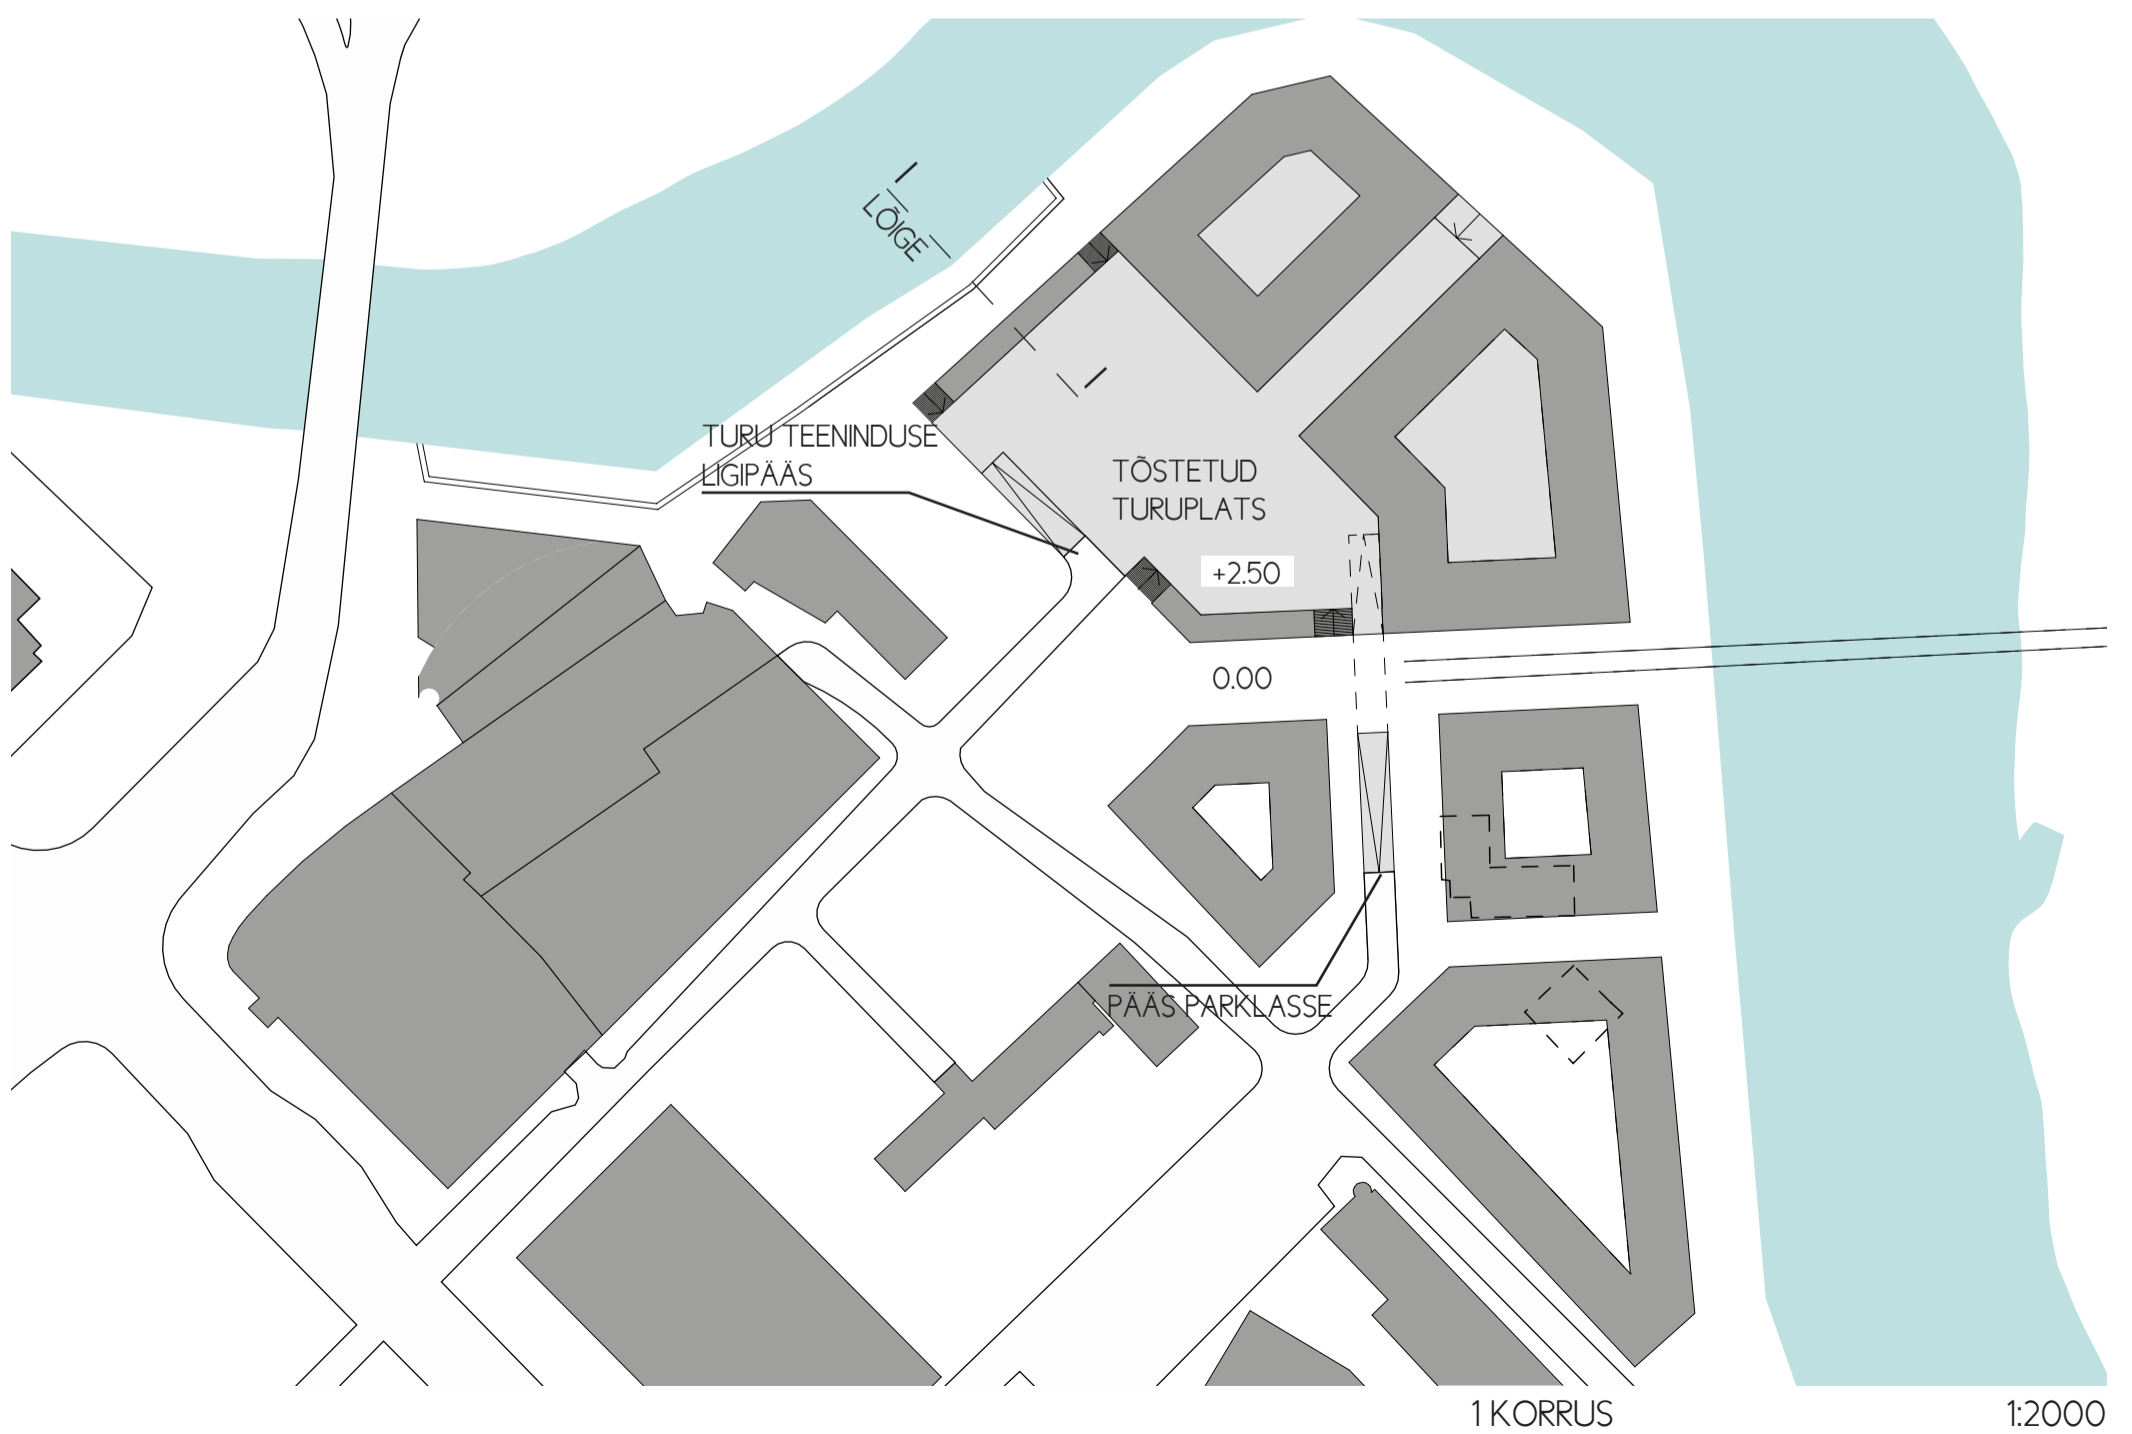 LÕIGE
TURU TEENINDUSE
LIGIPÄÄS
TÕSTETUD
TURUPLATS
+2.50
0.00
PÄÄS PARKLASSE
1 KORRUS
1:2000